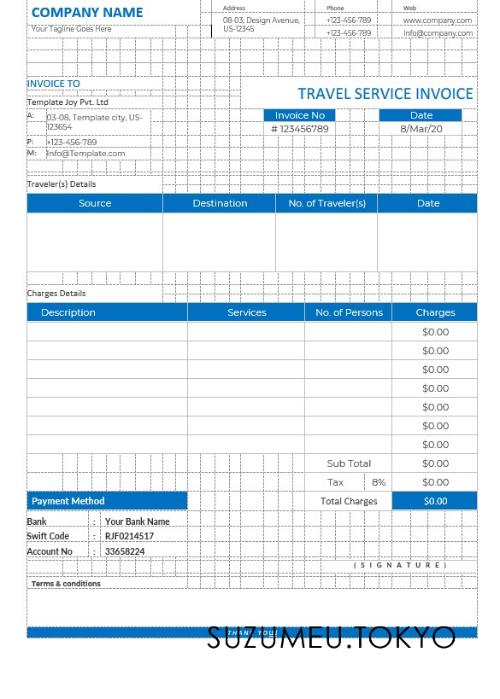 COMPANY NAME
Your Tagline Goes Here
Address Phone Web
08-03, Design Avenue, US-12345
+123-456-789 www.company.com
+123-456-789 Info@company.com
INVOICE TO
TRAVEL SERVICE INVOICE
Template Joy Pvt. Ltd
A: 03-08, Template city, US-
123654
P: +123-456-789
M: Info@Template.com
Invoice No Date
# 123456789 8/Mar/20
Traveler(s) Details
Source Destination No. of Traveler(s) Date
Charges Details
Description Services No. of Persons Charges
$0.00
$0.00
$0.00
$0.00
$0.00
$0.00
$0.00
Sub Total $0.00
Tax 8% $0.00
Payment Method Total Charges $0.00
Bank : Your Bank Name
Swift Code : RJF0214517
Account No : 33658224
(SIGNATURE)
Terms & conditions
THANK YOU!
SUZUMEU.TOKYO